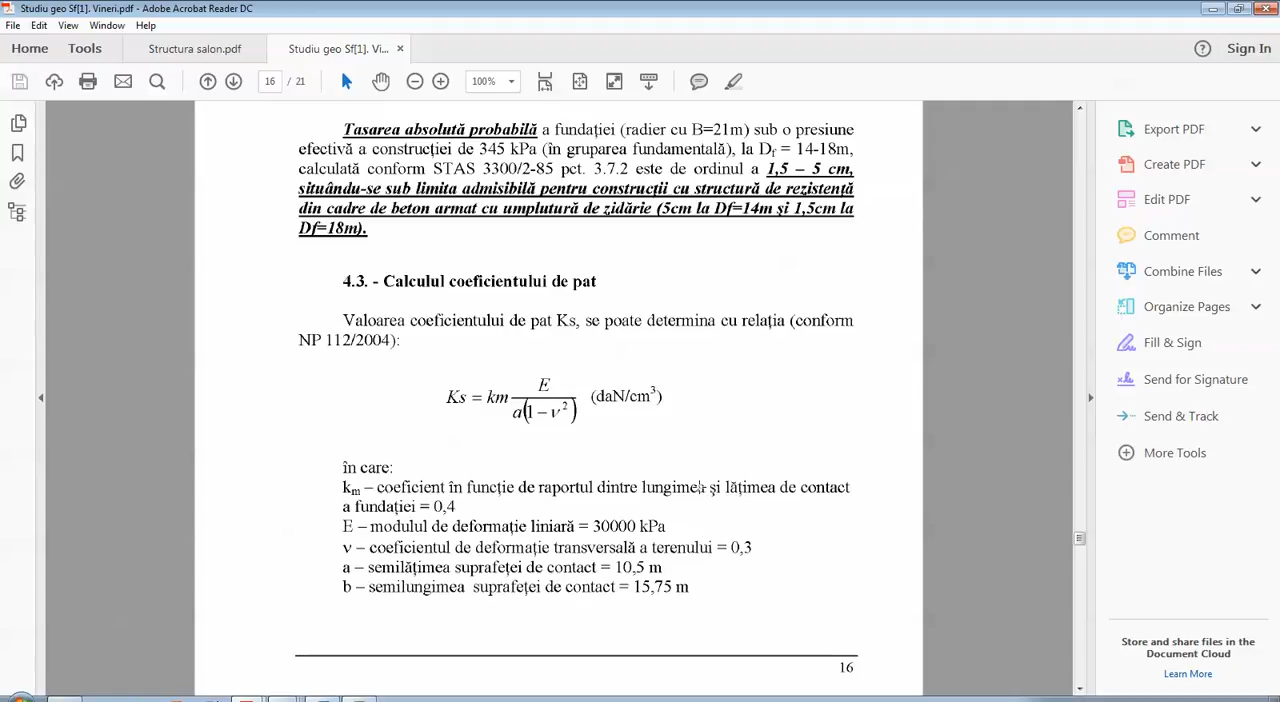 Studiu geo Sf[1]. Vineri.pdf - Adobe Acrobat Reader DC
File Edit View Window Help
Home Tools Structura salon.pdf Studiu geo Sf[1]. Vi... × Sign In
16 / 21 100%
Tasarea absolută probabilă a fundației (radier cu B=21m) sub o presiune
efectivă a construcției de 345 kPa (în gruparea fundamentală), la Df = 14-18m,
calculată conform STAS 3300/2-85 pct. 3.7.2 este de ordinul a 1,5 – 5 cm,
situându-se sub limita admisibilă pentru construcții cu structură de rezistență
din cadre de beton armat cu umplutură de zidărie (5cm la Df=14m și 1,5cm la
Df=18m).
4.3. - Calculul coeficientului de pat
Valoarea coeficientului de pat Ks, se poate determina cu relația (conform
NP 112/2004):
Ks = km E / a(1 − ν²) (daN/cm³)
în care:
km – coeficient în funcție de raportul dintre lungimea și lățimea de contact
a fundației = 0,4
E – modulul de deformație liniară = 30000 kPa
ν – coeficientul de deformație transversală a terenului = 0,3
a – semilățimea suprafeței de contact = 10,5 m
b – semilungimea suprafeței de contact = 15,75 m
16
Export PDF
Create PDF
Edit PDF
Comment
Combine Files
Organize Pages
Fill & Sign
Send for Signature
Send & Track
More Tools
Store and share files in the
Document Cloud
Learn More